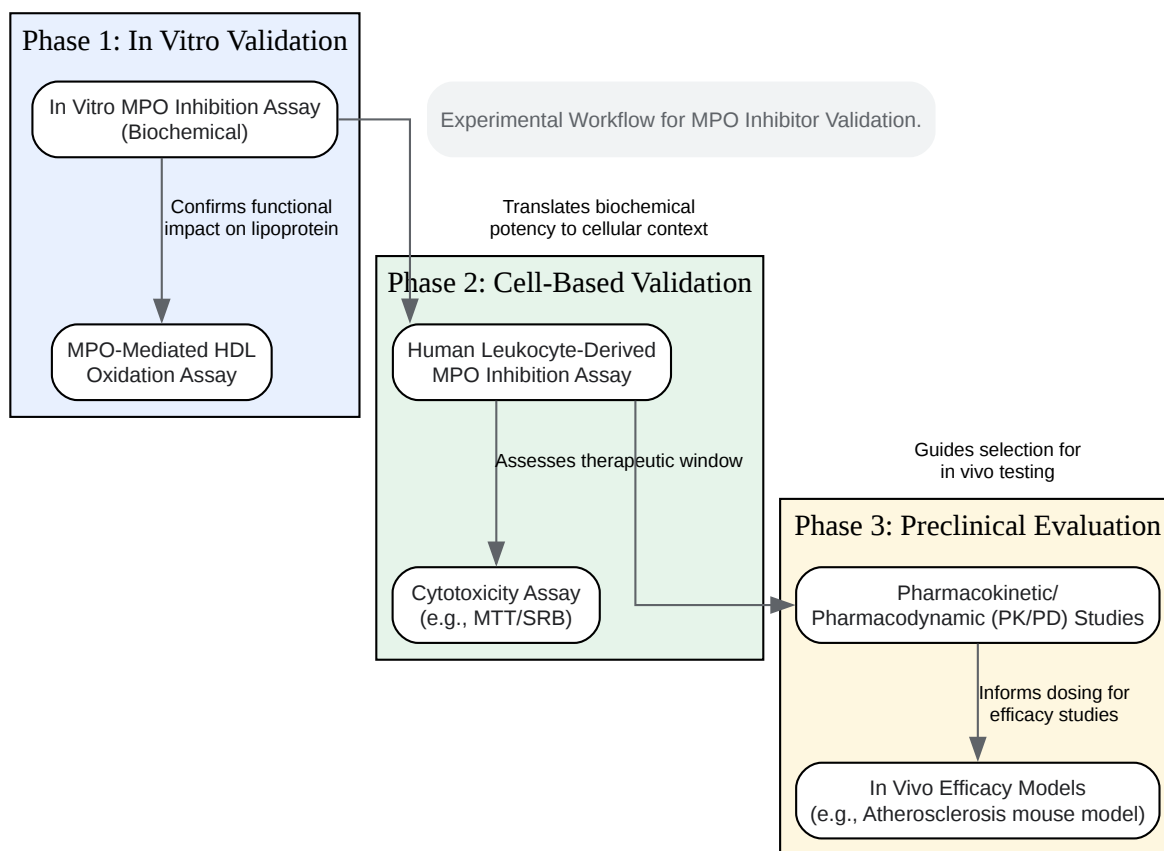 Phase 1: In Vitro Validation
In Vitro MPO Inhibition Assay
(Biochemical)
Experimental Workflow for MPO Inhibitor Validation.
Confirms functional
impact on lipoprotein
Translates biochemical
potency to cellular context
Phase 2: Cell-Based Validation
MPO-Mediated HDL
Oxidation Assay
Human Leukocyte-Derived
MPO Inhibition Assay
Assesses therapeutic window
Guides selection for
in vivo testing
Phase 3: Preclinical Evaluation
Cytotoxicity Assay
(e.g., MTT/SRB)
Pharmacokinetic/
Pharmacodynamic (PK/PD) Studies
Informs dosing for
efficacy studies
In Vivo Efficacy Models
(e.g., Atherosclerosis mouse model)